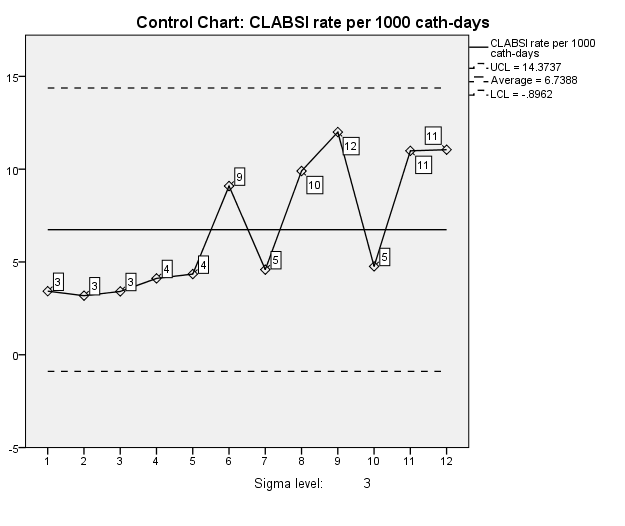 Control Chart: CLABSI rate per 1000 cath-days
CLABSI rate per 1000
cath-days
UCL = 14.3737
Average = 6.7388
LCL = -.8962
15
10
5
0
-5
3
3
3
4
4
9
5
10
12
5
11
11
1 2 3 4 5 6 7 8 9 10 11 12
Sigma level: 3